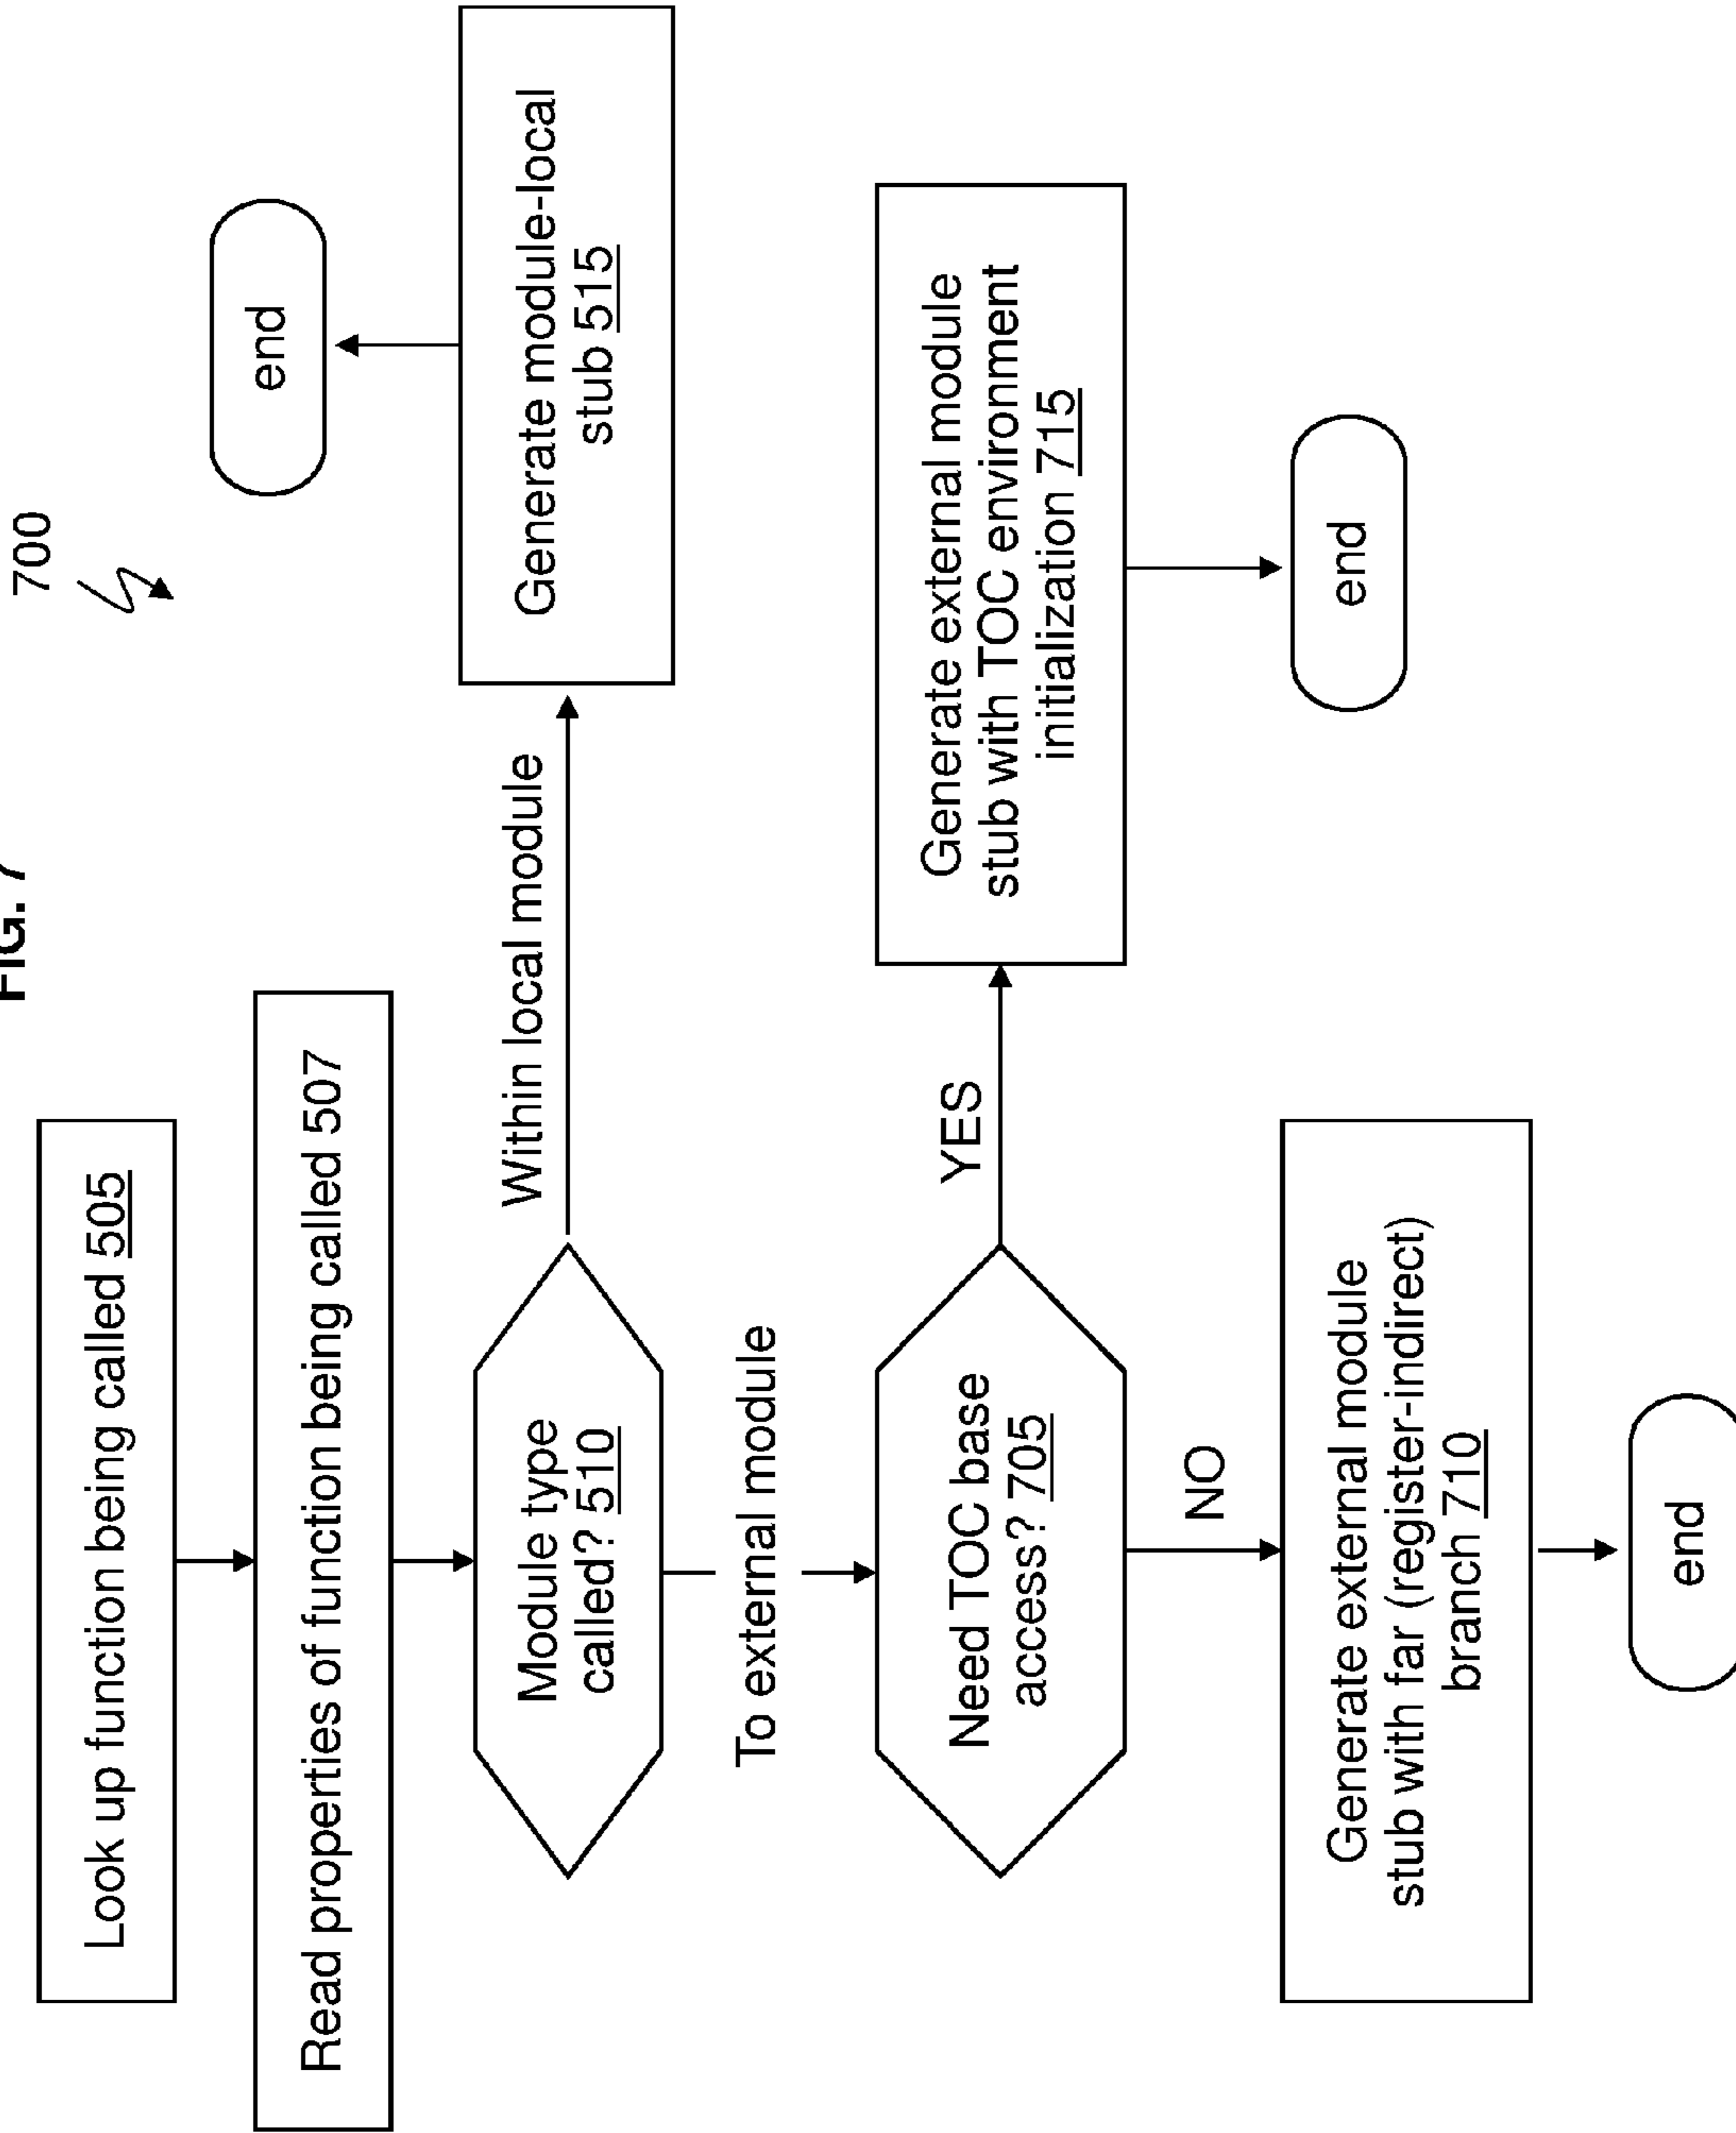 FIG. 7
700
Look up function being called 505
Read properties of function being called 507
Module type
called? 510
Within local module
Generate module-local
stub 515
end
To external module
Need TOC base
access? 705
YES
Generate external module
stub with TOC environment
initialization 715
end
NO
Generate external module
stub with far (register-indirect)
branch 710
end